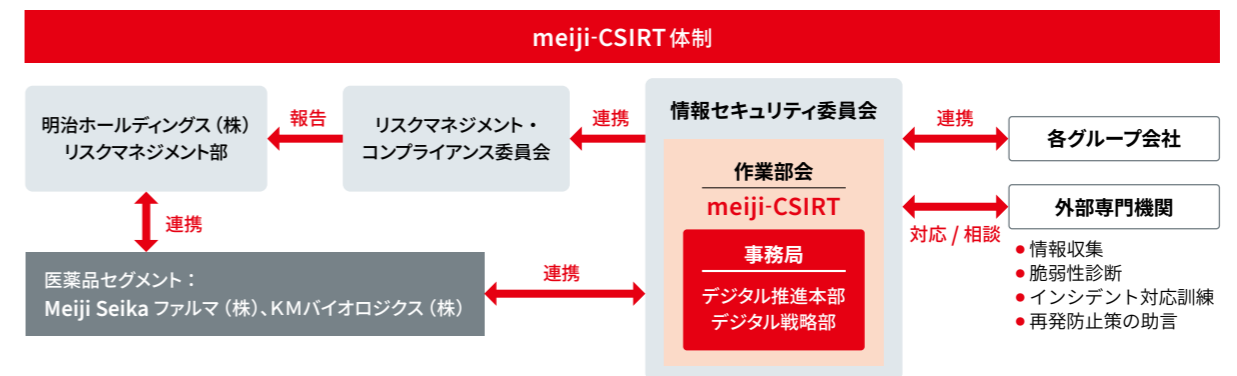 meiji-CSIRT体制
明治ホールディングス（株）
リスクマネジメント部
報告
リスクマネジメント・
コンプライアンス委員会
連携
情報セキュリティ委員会
作業部会
meiji-CSIRT
事務局
デジタル推進本部
デジタル戦略部
連携
各グループ会社
対応 / 相談
外部専門機関
● 情報収集
● 脆弱性診断
● インシデント対応訓練
● 再発防止策の助言
連携
医薬品セグメント：
Meiji Seika ファルマ（株）、KMバイオロジクス（株）
連携